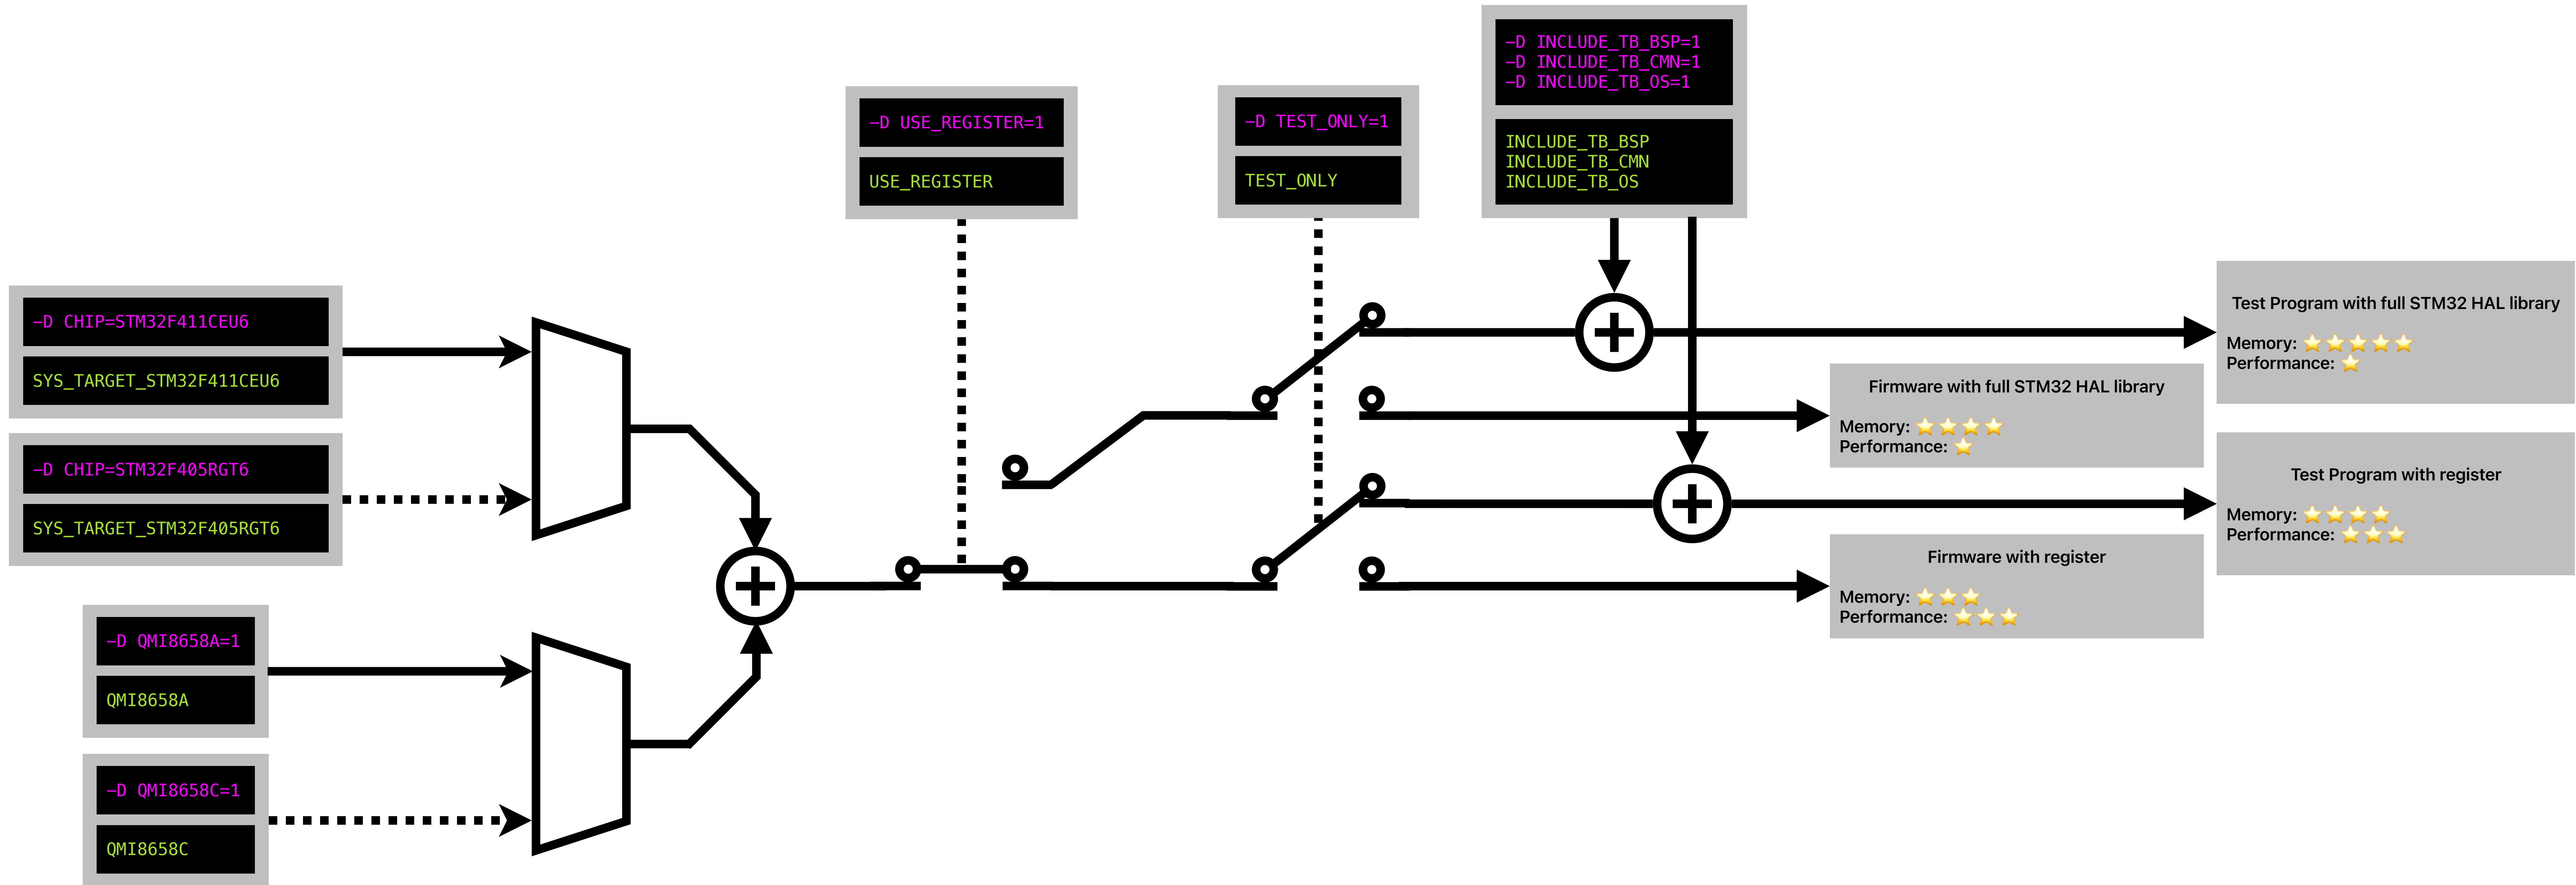 -D INCLUDE_TB_BSP=1
-D INCLUDE_TB_CMN=1
-D INCLUDE_TB_OS=1
INCLUDE_TB_BSP
INCLUDE_TB_CMN
INCLUDE_TB_OS
-D USE_REGISTER=1
USE_REGISTER
-D TEST_ONLY=1
TEST_ONLY
-D CHIP=STM32F411CEU6
SYS_TARGET_STM32F411CEU6
-D CHIP=STM32F405RGT6
SYS_TARGET_STM32F405RGT6
-D QMI8658A=1
QMI8658A
-D QMI8658C=1
QMI8658C
Test Program with full STM32 HAL library
Memory: ⭐⭐⭐⭐⭐
Performance: ⭐
Firmware with full STM32 HAL library
Memory: ⭐⭐⭐⭐
Performance: ⭐
Test Program with register
Memory: ⭐⭐⭐⭐
Performance: ⭐⭐⭐
Firmware with register
Memory: ⭐⭐⭐
Performance: ⭐⭐⭐